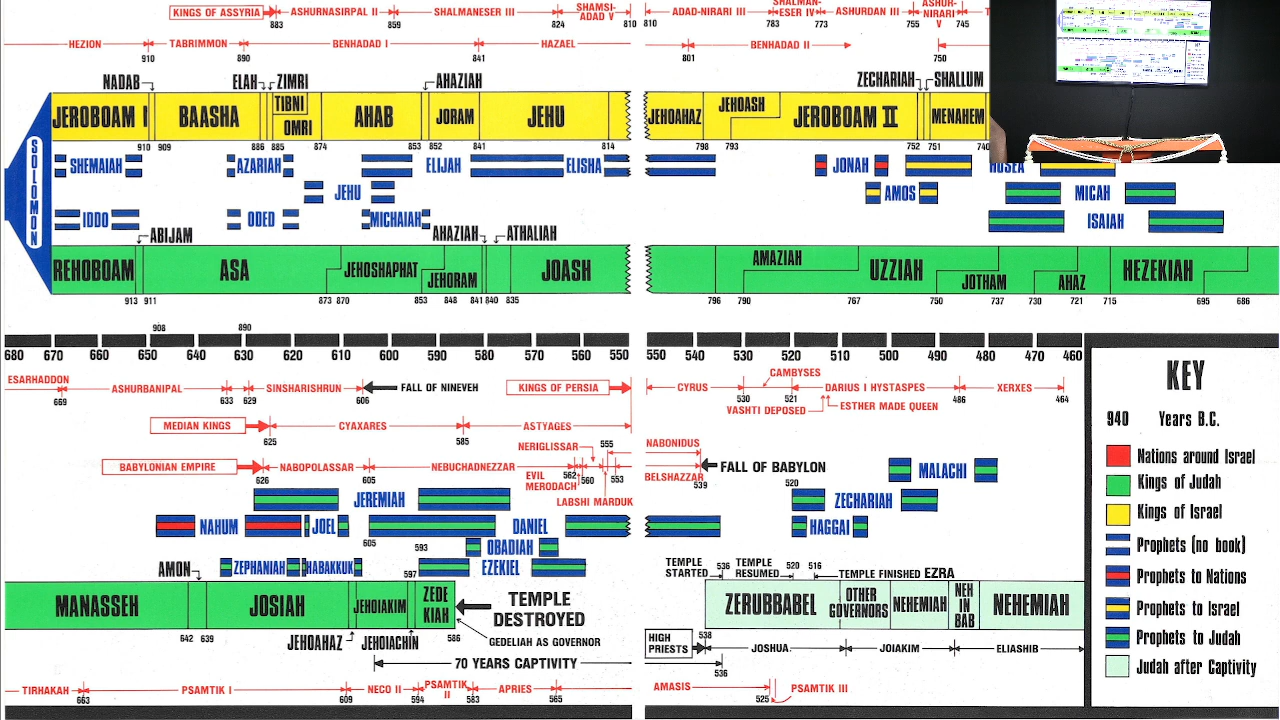 KINGS OF ASSYRIA ASHURNASIRPAL II SHALMANESER III SHAMSI-ADAD V ADAD-NIRARI III SHALMAN-ESER IV ASHURDAN III ASHUR-NIRARI V
883 859 824 810 810 783 773 755 745
HEZION TABRIMMON BENHADAD I HAZAEL BENHADAD II
910 890 841 801 750
NADAB ELAH ZIMRI AHAZIAH ZECHARIAH SHALLUM
JEROBOAM I BAASHA TIBNI OMRI AHAB JORAM JEHU JEHOAHAZ JEHOASH JEROBOAM II MENAHEM
910 909 886 885 874 853 852 841 814 798 793 752 751 740
SOLOMON
SHEMAIAH AZARIAH ELIJAH ELISHA JONAH HOSEA
JEHU AMOS MICAH
IDDO ODED MICHAIAH ISAIAH
ABIJAM AHAZIAH ATHALIAH
REHOBOAM ASA JEHOSHAPHAT JEHORAM JOASH AMAZIAH UZZIAH JOTHAM AHAZ HEZEKIAH
913 911 873 870 853 848 841 840 835 796 790 767 750 737 730 721 715 695 686
908 890
680 670 660 650 640 630 620 610 600 590 580 570 560 550 550 540 530 520 510 500 490 480 470 460
ESARHADDON ASHURBANIPAL SINSHARISHRUN FALL OF NINEVEH KINGS OF PERSIA CYRUS CAMBYSES DARIUS I HYSTASPES XERXES
669 633 629 606 530 521 486 464
VASHTI DEPOSED ESTHER MADE QUEEN
MEDIAN KINGS CYAXARES ASTYAGES
625 585
NERIGLISSAR 555 NABONIDUS
BABYLONIAN EMPIRE NABOPOLASSAR NEBUCHADNEZZAR FALL OF BABYLON
626 605 EVIL MERODACH 562 560 553 BELSHAZZAR 539
LABSHI MARDUK
MALACHI
520
JEREMIAH ZECHARIAH
NAHUM JOEL DANIEL HAGGAI
605 593 OBADIAH
ZEPHANIAH HABAKKUK EZEKIEL
AMON 597
TEMPLE STARTED 536 TEMPLE RESUMED 520 516 TEMPLE FINISHED EZRA
MANASSEH JOSIAH JEHOIAKIM ZEDEKIAH TEMPLE DESTROYED
ZERUBBABEL OTHER GOVERNORS NEHEMIAH NEH IN BAB NEHEMIAH
642 639 JEHOAHAZ JEHOIACHIN 586 GEDELIAH AS GOVERNOR
HIGH PRIESTS 538 JOSHUA JOIAKIM ELIASHIB
70 YEARS CAPTIVITY 536
TIRHAKAH PSAMTIK I NECO II PSAMTIK II APRIES AMASIS PSAMTIK III
663 609 594 583 565 525
KEY
940 Years B.C.
Nations around Israel
Kings of Judah
Kings of Israel
Prophets (no book)
Prophets to Nations
Prophets to Israel
Prophets to Judah
Judah after Captivity